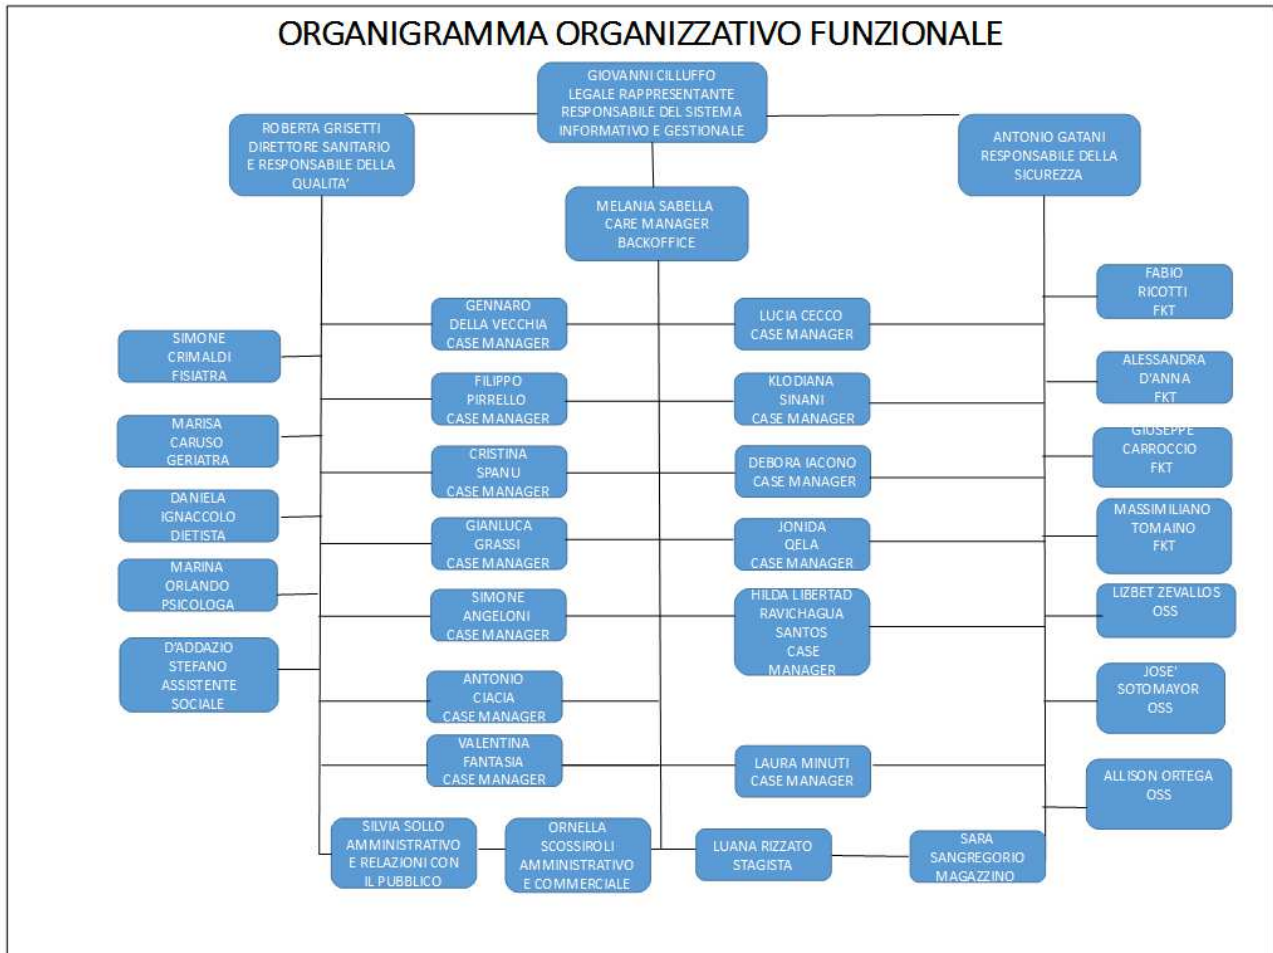 ORGANIGRAMMA ORGANIZZATIVO FUNZIONALE
GIOVANNI CILLUFFO
LEGALE RAPPRESENTANTE
RESPONSABILE DEL SISTEMA
INFORMATIVO E GESTIONALE
ROBERTA GRISETTI
DIRETTORE SANITARIO
E RESPONSABILE DELLA
QUALITA'
ANTONIO GATANI
RESPONSABILE DELLA
SICUREZZA
MELANIA SABELLA
CARE MANAGER
BACKOFFICE
SIMONE
CRIMALDI
FISIATRA
MARISA
CARUSO
GERIATRA
DANIELA
IGNACCOLO
DIETISTA
MARINA
ORLANDO
PSICOLOGA
D'ADDAZIO
STEFANO
ASSISTENTE
SOCIALE
GENNARO
DELLA VECCHIA
CASE MANAGER
FILIPPO
PIRRELLO
CASE MANAGER
CRISTINA
SPANU
CASE MANAGER
GIANLUCA
GRASSI
CASE MANAGER
SIMONE
ANGELONI
CASE MANAGER
ANTONIO
CIACIA
CASE MANAGER
VALENTINA
FANTASIA
CASE MANAGER
LUCIA CECCO
CASE MANAGER
KLODIANA
SINANI
CASE MANAGER
DEBORA IACONO
CASE MANAGER
JONIDA
QELA
CASE MANAGER
HILDA LIBERTAD
RAVICHAGUA
SANTOS
CASE
MANAGER
LAURA MINUTI
CASE MANAGER
FABIO
RICOTTI
FKT
ALESSANDRA
D'ANNA
FKT
GIUSEPPE
CARROCCIO
FKT
MASSIMILIANO
TOMAINO
FKT
LIZBET ZEVALLOS
OSS
JOSE'
SOTOMAYOR
OSS
ALLISON ORTEGA
OSS
SILVIA SOLLO
AMMINISTRATIVO
E RELAZIONI CON
IL PUBBLICO
ORNELLA
SCOSSIROLI
AMMINISTRATIVO
E COMMERCIALE
LUANA RIZZATO
STAGISTA
SARA
SANGREGORIO
MAGAZZINO